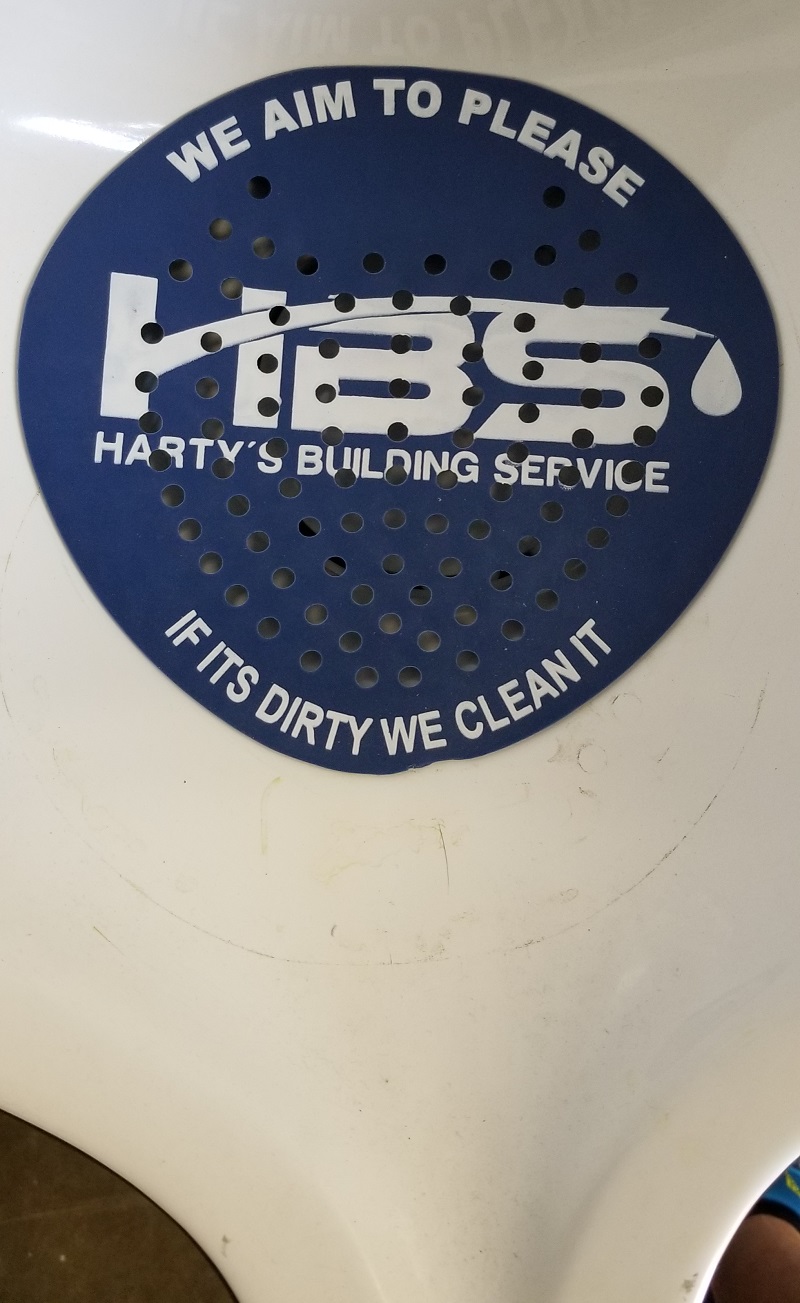 WE AIM TO PLEASE
HBS
HARTY'S BUILDING SERVICE
IF ITS DIRTY WE CLEAN IT